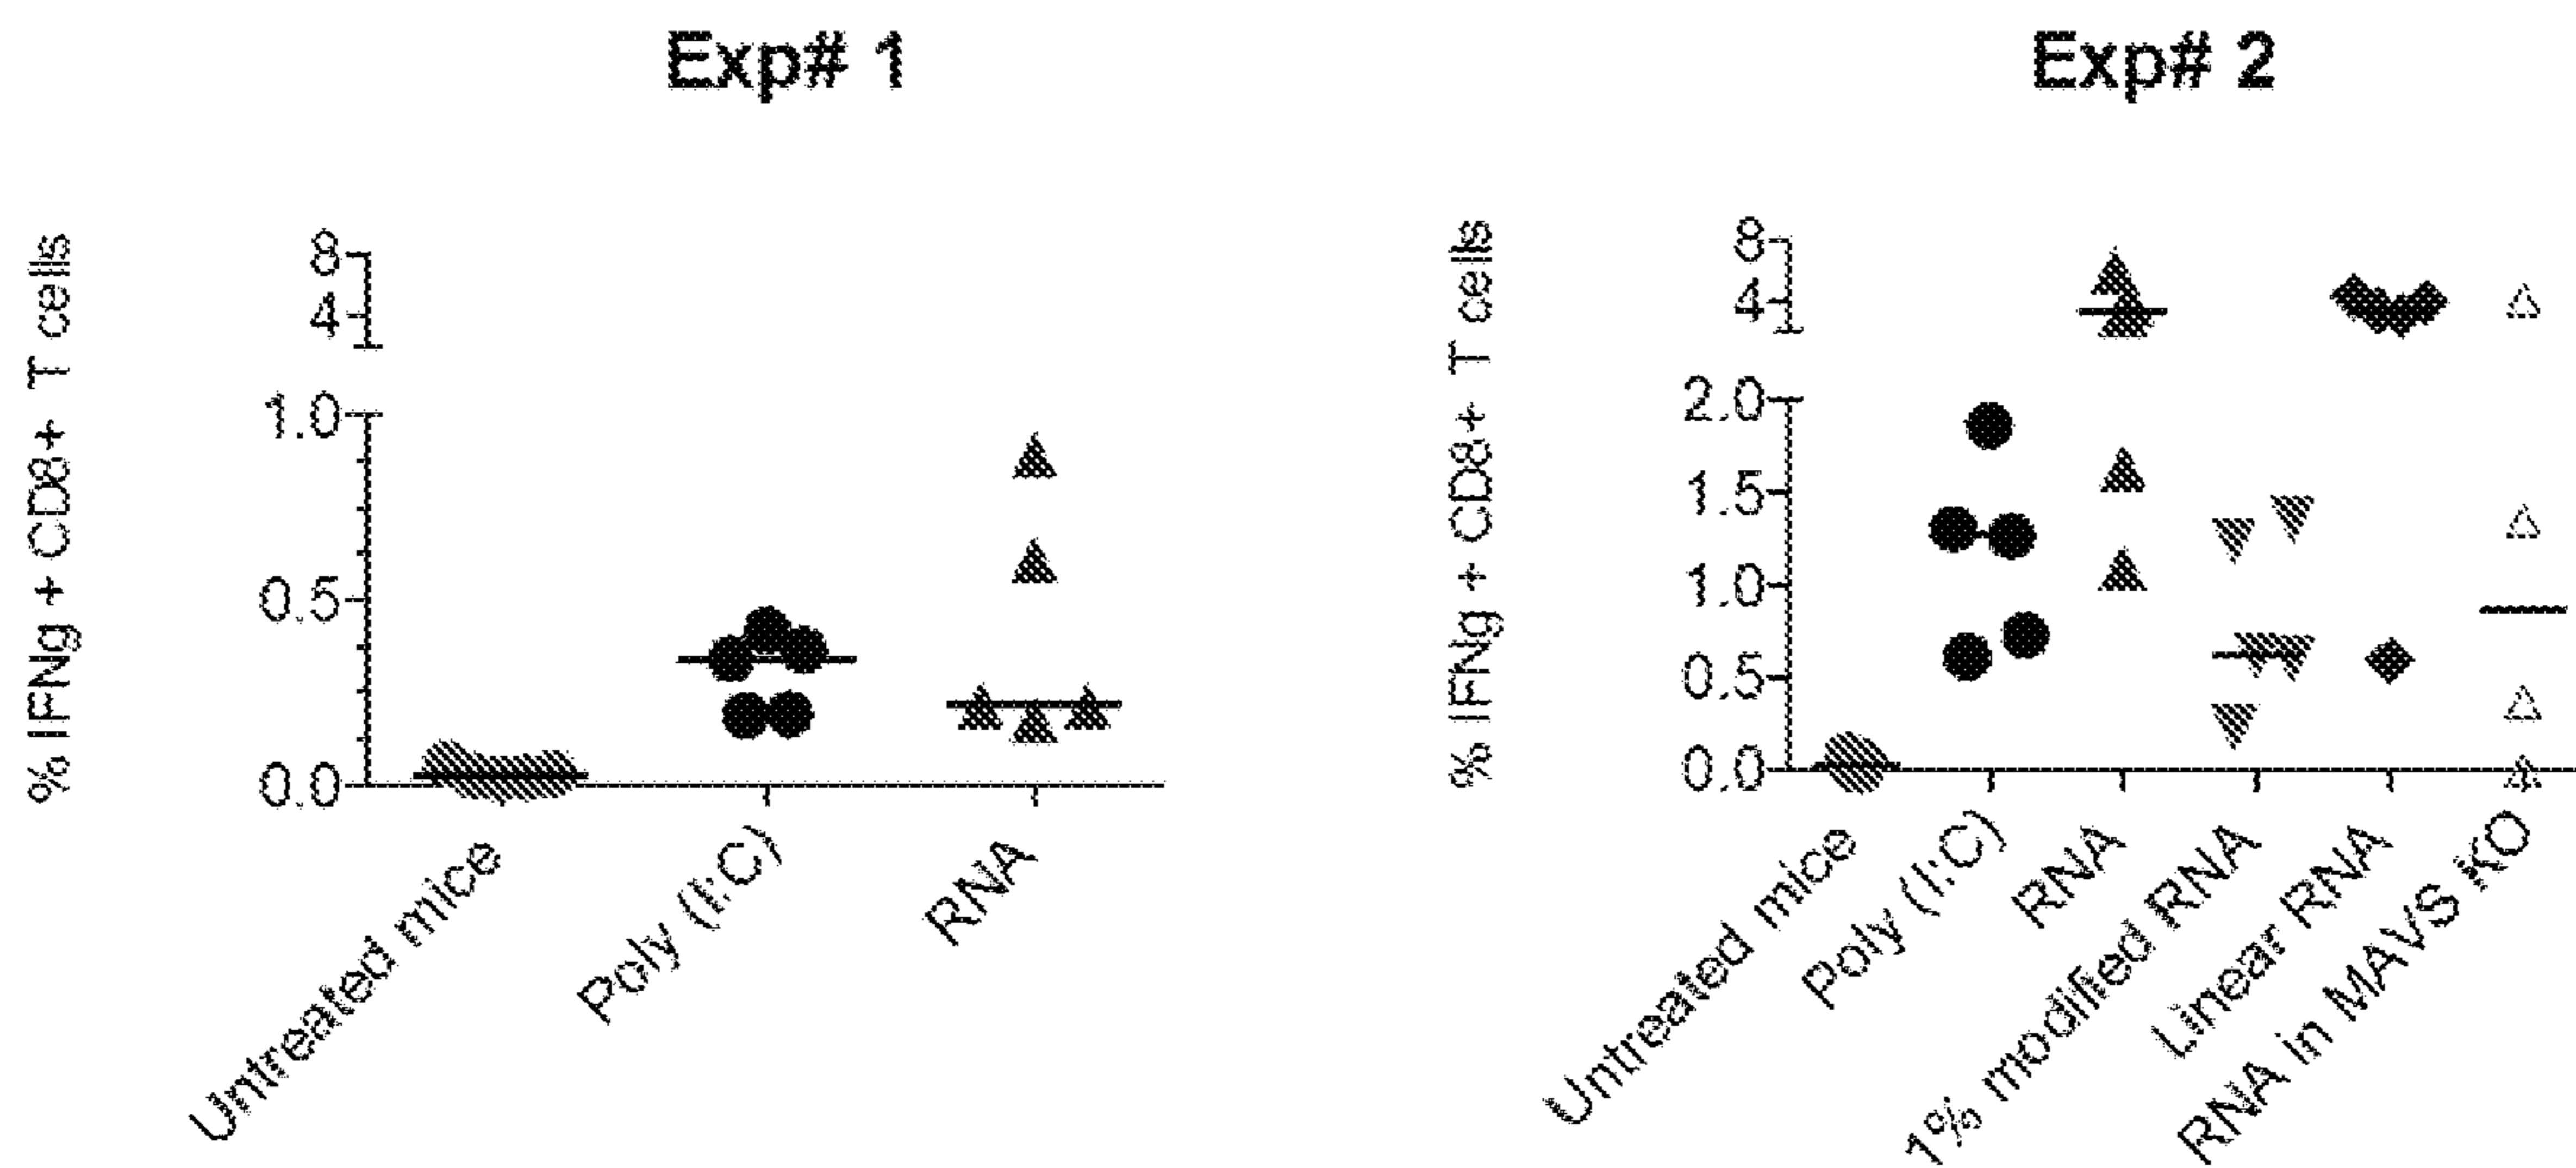 Exp# 1
% IFNg + CD8+ T cells
8
4
1.0
0.5
0.0
Untreated mice
Poly (I:C)
RNA
Exp# 2
% IFNg + CD8+ T cells
8
4
2.0
1.5
1.0
0.5
0.0
Untreated mice
Poly (I:C)
RNA
1% modified RNA
Linear RNA
RNA in MAVS KO